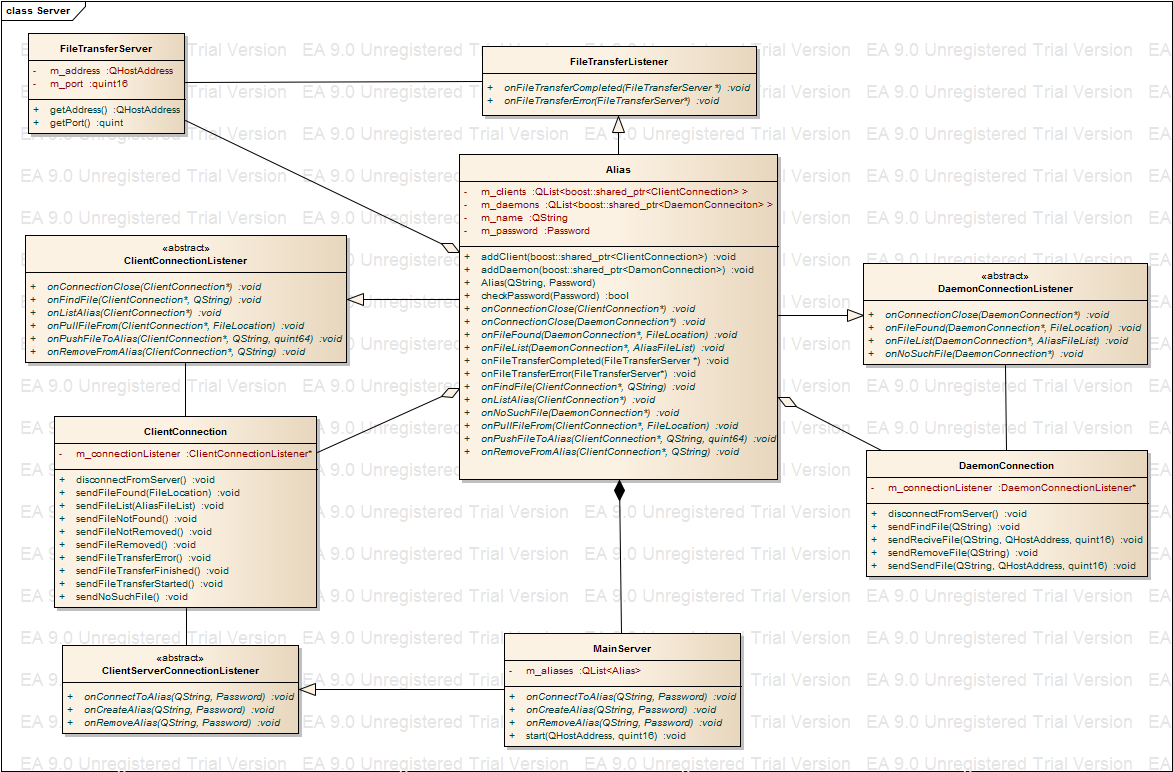 class Server
FileTransferServer
- m_address :QHostAddress
- m_port :quint16
+ getAddress() :QHostAddress
+ getPort() :quint
FileTransferListener
+ onFileTransferCompleted(FileTransferServer *) :void
+ onFileTransferError(FileTransferServer*) :void
Alias
- m_clients :QList<boost::shared_ptr<ClientConnection> >
- m_daemons :QList<boost::shared_ptr<DaemonConneciton> >
- m_name :QString
- m_password :Password
+ addClient(boost::shared_ptr<ClientConnection>) :void
+ addDaemon(boost::shared_ptr<DamonConnection>) :void
+ Alias(QString, Password)
+ checkPassword(Password) :bool
+ onConnectionClose(ClientConnection*) :void
+ onConnectionClose(DaemonConnection*) :void
+ onFileFound(DaemonConnection*, FileLocation) :void
+ onFileList(DaemonConnection*, AliasFileList) :void
+ onFileTransferCompleted(FileTransferServer *) :void
+ onFileTransferError(FileTransferServer*) :void
+ onFindFile(ClientConnection*, QString) :void
+ onListAlias(ClientConnection*) :void
+ onNoSuchFile(DaemonConnection*) :void
+ onPullFileFrom(ClientConnection*, FileLocation) :void
+ onPushFileToAlias(ClientConnection*, QString, quint64) :void
+ onRemoveFromAlias(ClientConnection*, QString) :void
«abstract»
ClientConnectionListener
+ onConnectionClose(ClientConnection*) :void
+ onFindFile(ClientConnection*, QString) :void
+ onListAlias(ClientConnection*) :void
+ onPullFileFrom(ClientConnection*, FileLocation) :void
+ onPushFileToAlias(ClientConnection*, QString, quint64) :void
+ onRemoveFromAlias(ClientConnection*, QString) :void
«abstract»
DaemonConnectionListener
+ onConnectionClose(DaemonConnection*) :void
+ onFileFound(DaemonConnection*, FileLocation) :void
+ onFileList(DaemonConnection*, AliasFileList) :void
+ onNoSuchFile(DaemonConnection*) :void
ClientConnection
- m_connectionListener :ClientConnectionListener*
+ disconnectFromServer() :void
+ sendFileFound(FileLocation) :void
+ sendFileList(AliasFileList) :void
+ sendFileNotFound() :void
+ sendFileNotRemoved() :void
+ sendFileRemoved() :void
+ sendFileTransferError() :void
+ sendFileTransferFinished() :void
+ sendFileTransferStarted() :void
+ sendNoSuchFile() :void
DaemonConnection
- m_connectionListener :DaemonConnectionListener*
+ disconnectFromServer() :void
+ sendFindFile(QString) :void
+ sendReciveFile(QString, QHostAddress, quint16) :void
+ sendRemoveFile(QString) :void
+ sendSendFile(QString, QHostAddress, quint16) :void
«abstract»
ClientServerConnectionListener
+ onConnectToAlias(QString, Password) :void
+ onCreateAlias(QString, Password) :void
+ onRemoveAlias(QString, Password) :void
MainServer
- m_aliases :QList<Alias>
+ onConnectToAlias(QString, Password) :void
+ onCreateAlias(QString, Password) :void
+ onRemoveAlias(QString, Password) :void
+ start(QHostAddress, quint16) :void
EA 9.0 Unregistered Trial Version